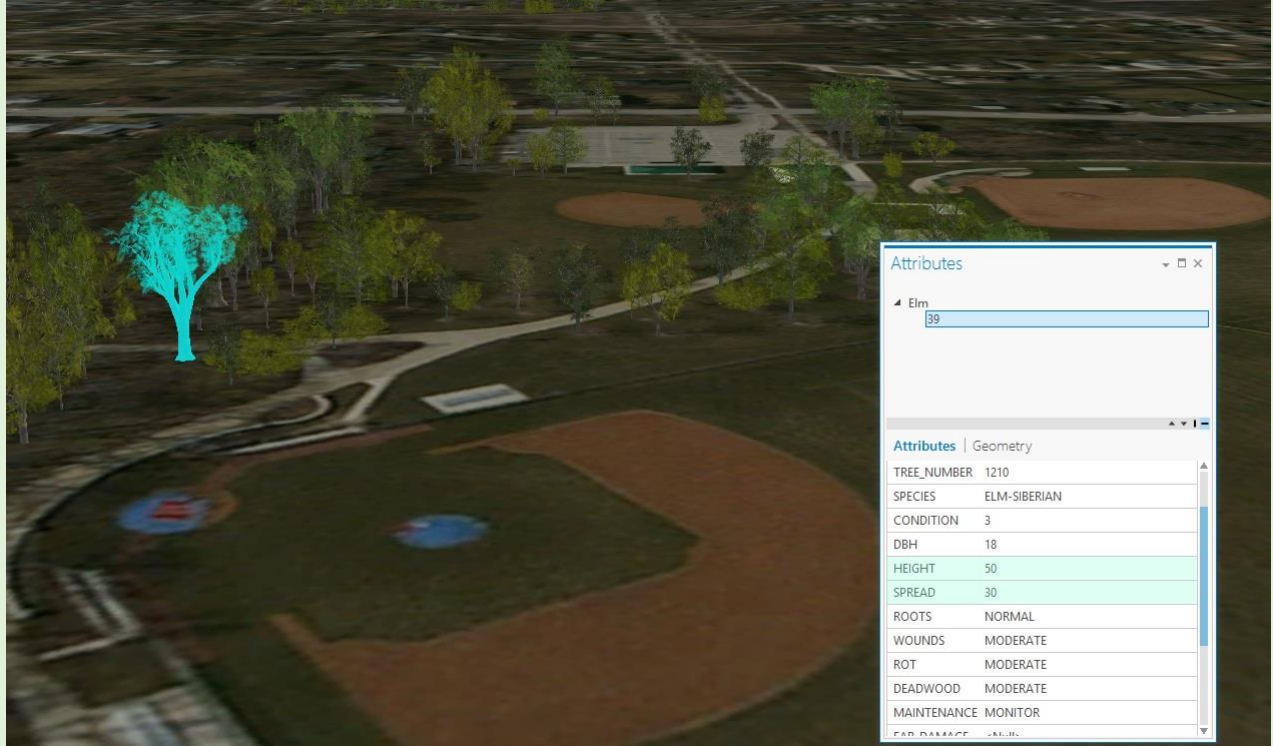 Attributes
Elm
39
Attributes | Geometry
TREE_NUMBER 1210
SPECIES ELM-SIBERIAN
CONDITION 3
DBH 18
HEIGHT 50
SPREAD 30
ROOTS NORMAL
WOUNDS MODERATE
ROT MODERATE
DEADWOOD MODERATE
MAINTENANCE MONITOR